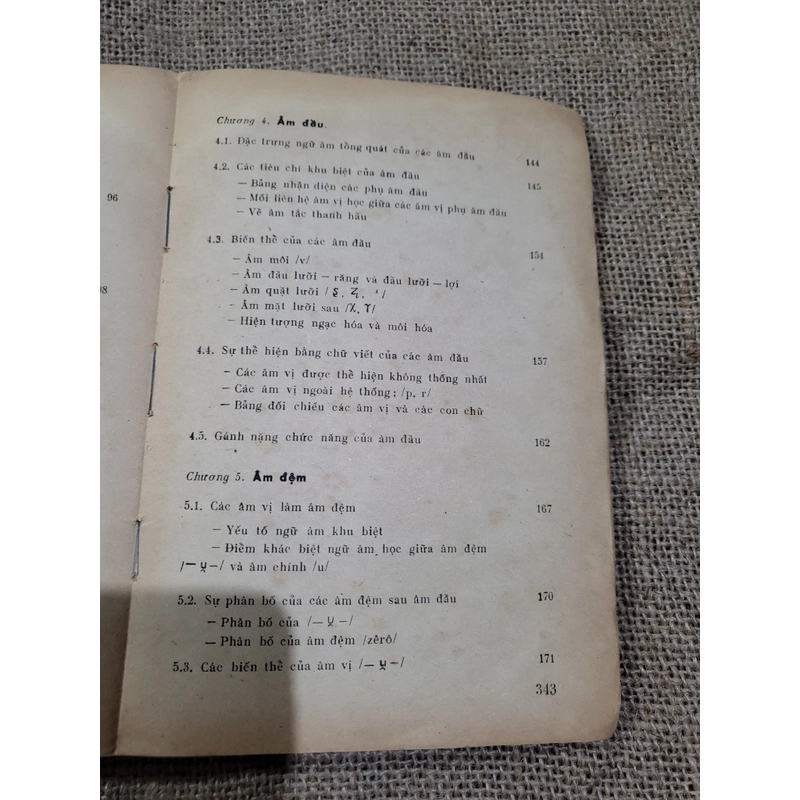 96
98
Chương 4. Âm đầu.
4.1. Đặc trưng ngữ âm tổng quát của các âm đầu 144
4.2. Các tiêu chí khu biệt của âm đầu 145
— Bảng nhận diện các phụ âm đầu
— Mối liên hệ âm vị học giữa các âm vị phụ âm đầu
— Về âm tắc thanh hầu
4.3. Biến thể của các âm đầu 154
— Âm môi /v/
— Âm đầu lưỡi — răng và đầu lưỡi — lợi
— Âm quặt lưỡi
— Âm mặt lưỡi sau /χ, ɣ/
— Hiện tượng ngạc hóa và môi hóa
4.4. Sự thể hiện bằng chữ viết của các âm đầu 157
— Các âm vị được thể hiện không thống nhất
— Các âm vị ngoài hệ thống; /p, r/
— Bảng đối chiếu các âm vị và các con chữ
4.5. Gánh nặng chức năng của âm đầu 162
Chương 5. Âm đệm
5.1. Các âm vị làm âm đệm 167
— Yếu tố ngữ âm khu biệt
— Điểm khác biệt ngữ âm học giữa âm đệm
/— u̯ —/ và âm chính /u/
5.2. Sự phân bố của các âm đệm sau âm đầu 170
— Phân bố của /— u̯ —/
— Phân bố của âm đệm /zêrô/
5.3. Các biến thể của âm vị /— u̯ —/ 171
343